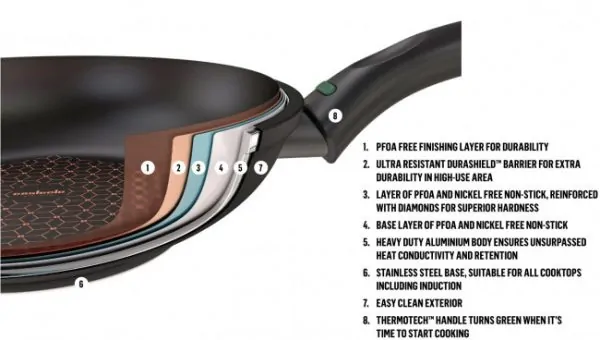 8
1 2 3 4 5 7
6
1. PFOA FREE FINISHING LAYER FOR DURABILITY
2. ULTRA RESISTANT DURASHIELD™ BARRIER FOR EXTRA
DURABILITY IN HIGH-USE AREA
3. LAYER OF PFOA AND NICKEL FREE NON-STICK, REINFORCED
WITH DIAMONDS FOR SUPERIOR HARDNESS
4. BASE LAYER OF PFOA AND NICKEL FREE NON-STICK
5. HEAVY DUTY ALUMINIUM BODY ENSURES UNSURPASSED
HEAT CONDUCTIVITY AND RETENTION
6. STAINLESS STEEL BASE, SUITABLE FOR ALL COOKTOPS
INCLUDING INDUCTION
7. EASY CLEAN EXTERIOR
8. THERMOTECH™ HANDLE TURNS GREEN WHEN IT'S
TIME TO START COOKING